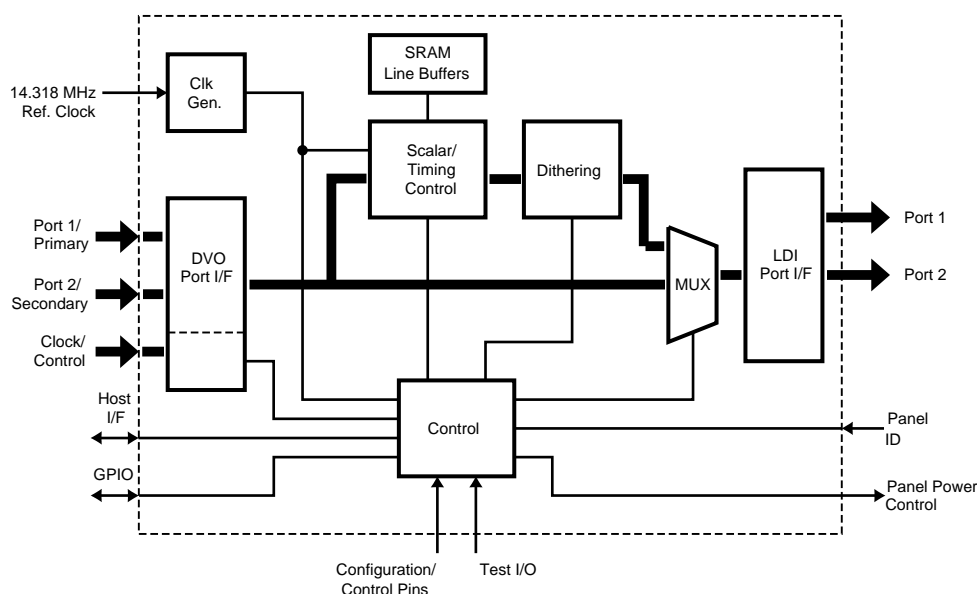 SRAM
Line Buffers
14.318 MHz
Ref. Clock
Clk
Gen.
Scalar/
Timing
Control
Dithering
Port 1/
Primary
Port 2/
Secondary
Clock/
Control
DVO
Port I/F
MUX
LDI
Port I/F
Port 1
Port 2
Host
I/F
GPIO
Control
Panel
ID
Panel Power
Control
Configuration/
Control Pins
Test I/O